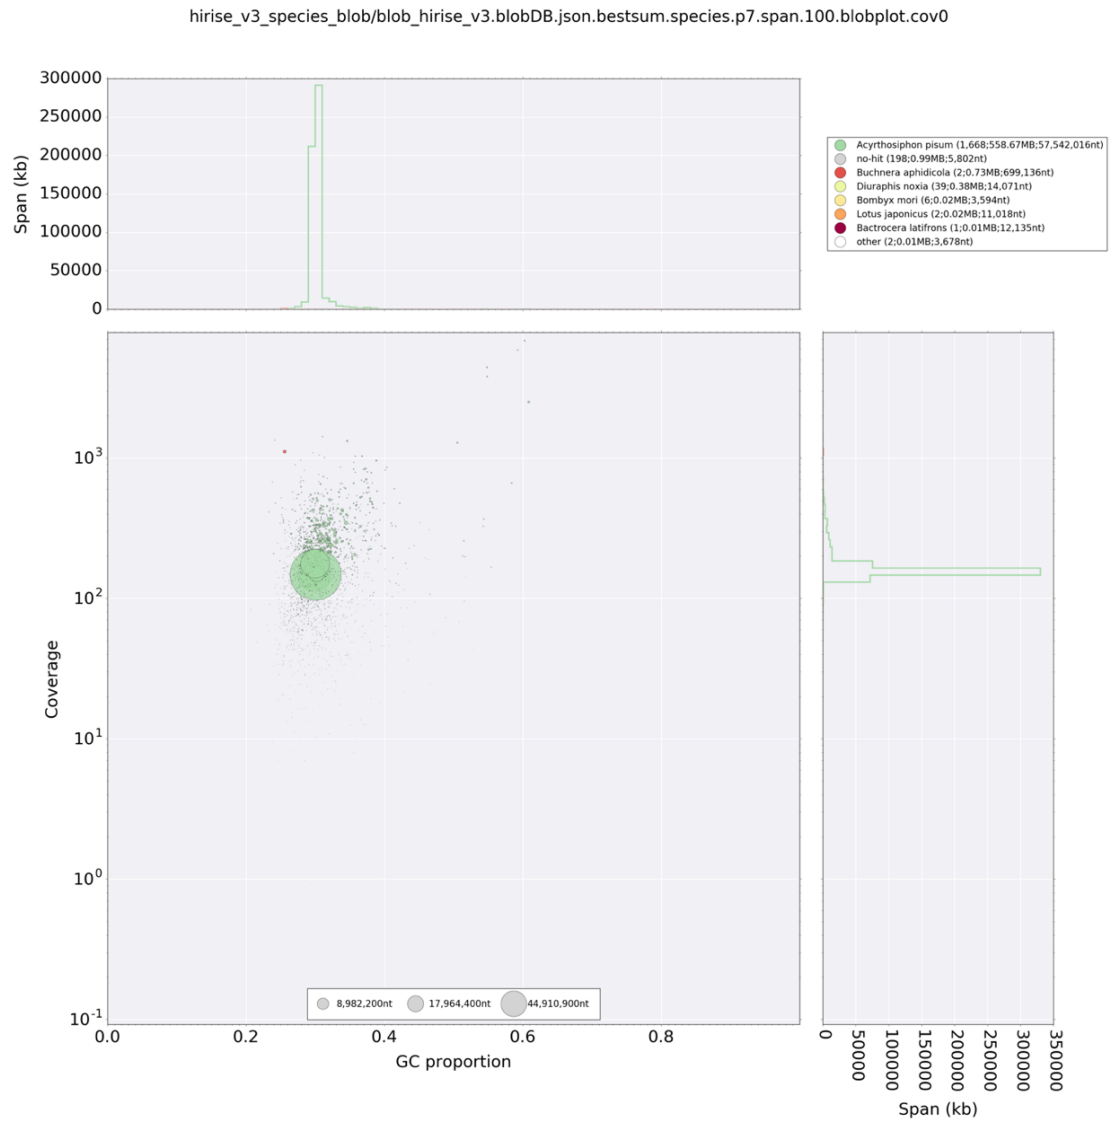 hirise_v3_species_blob/blob_hirise_v3.blobDB.json.bestsum.species.p7.span.100.blobplot.cov0
300000
250000
200000
150000
100000
50000
0
Span (kb)
Acyrthosiphon pisum (1,668;558.67MB;57,542,016nt)
no-hit (198;0.99MB;5,802nt)
Buchnera aphidicola (2;0.73MB;699,136nt)
Diuraphis noxia (39;0.38MB;14,071nt)
Bombyx mori (6;0.02MB;3,594nt)
Lotus japonicus (2;0.02MB;11,018nt)
Bactrocera latifrons (1;0.01MB;12,135nt)
other (2;0.01MB;3,678nt)
10³
10²
10¹
10⁰
10⁻¹
Coverage
8,982,200nt 17,964,400nt 44,910,900nt
0.0 0.2 0.4 0.6 0.8
GC proportion
0 50000 100000 150000 200000 250000 300000 350000
Span (kb)